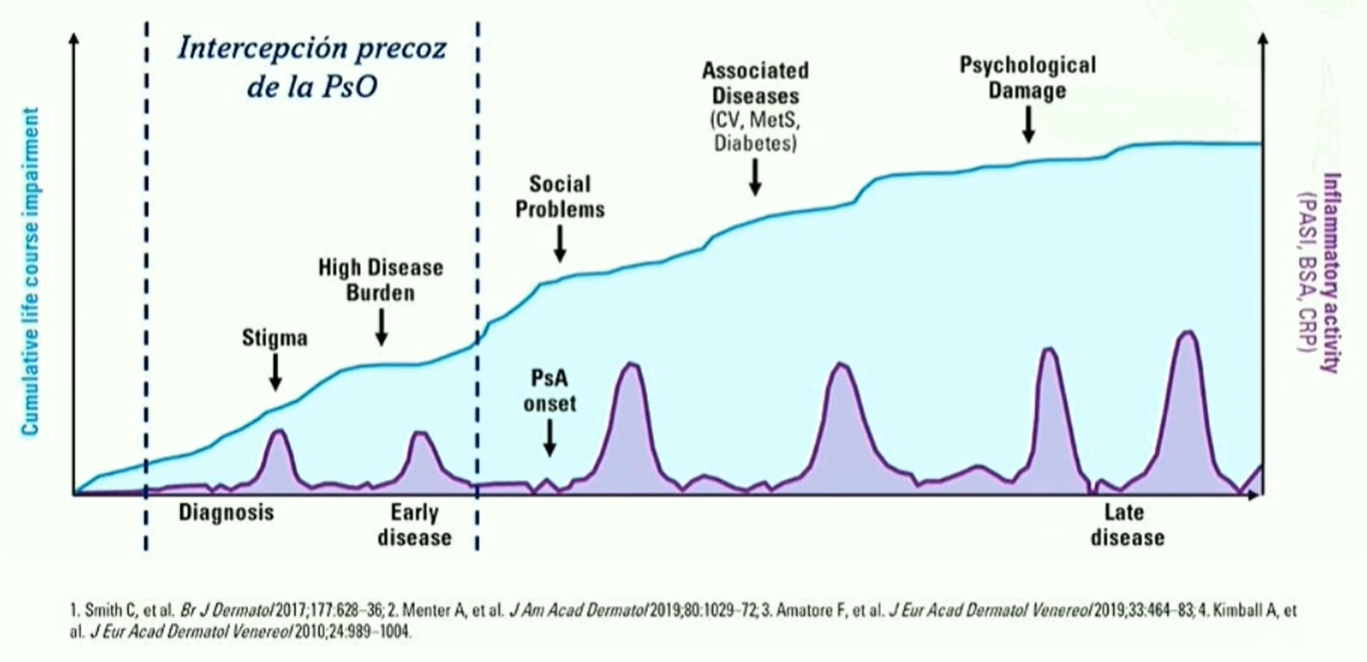 Intercepción precoz
de la PsO
Cumulative life course impairment
Stigma
High Disease
Burden
Social
Problems
PsA
onset
Associated
Diseases
(CV, MetS,
Diabetes)
Psychological
Damage
Inflammatory activity
(PASI, BSA, CRP)
Diagnosis
Early
disease
Late
disease
1. Smith C, et al. Br J Dermatol 2017;177:628–36; 2. Menter A, et al. J Am Acad Dermatol 2019;80:1029–72; 3. Amatore F, et al. J Eur Acad Dermatol Venereol 2019,33:464–83; 4. Kimball A, et
al. J Eur Acad Dermatol Venereol 2010;24:989–1004.